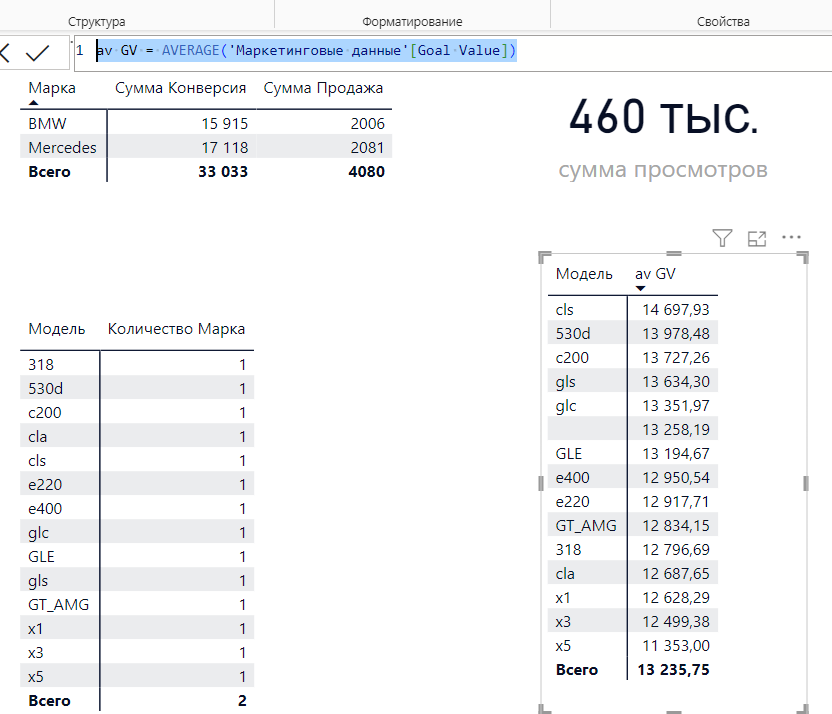 Структура Форматирование Свойства
1 av GV = AVERAGE('Маркетинговые данные'[Goal Value])
Марка Сумма Конверсия Сумма Продажа
BMW 15 915 2006
Mercedes 17 118 2081
Всего 33 033 4080
460 тыс.
сумма просмотров
Модель Количество Марка
318 1
530d 1
c200 1
cla 1
cls 1
e220 1
e400 1
glc 1
GLE 1
gls 1
GT_AMG 1
x1 1
x3 1
x5 1
Всего 2
Модель av GV
cls 14 697,93
530d 13 978,48
c200 13 727,26
gls 13 634,30
glc 13 351,97
13 258,19
GLE 13 194,67
e400 12 950,54
e220 12 917,71
GT_AMG 12 834,15
318 12 796,69
cla 12 687,65
x1 12 628,29
x3 12 499,38
x5 11 353,00
Всего 13 235,75